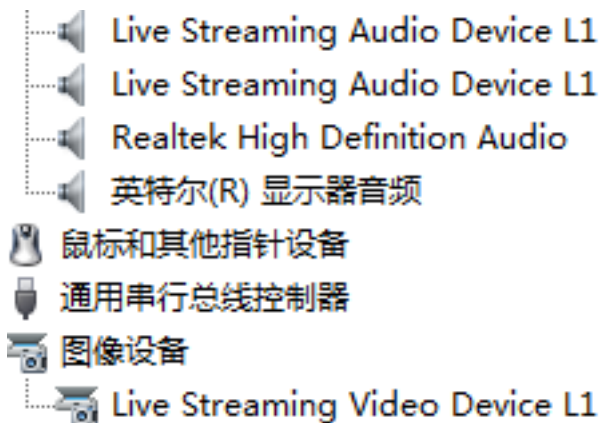 Live Streaming Audio Device L1
Live Streaming Audio Device L1
Realtek High Definition Audio
英特尔(R) 显示器音频
鼠标和其他指针设备
通用串行总线控制器
图像设备
Live Streaming Video Device L1